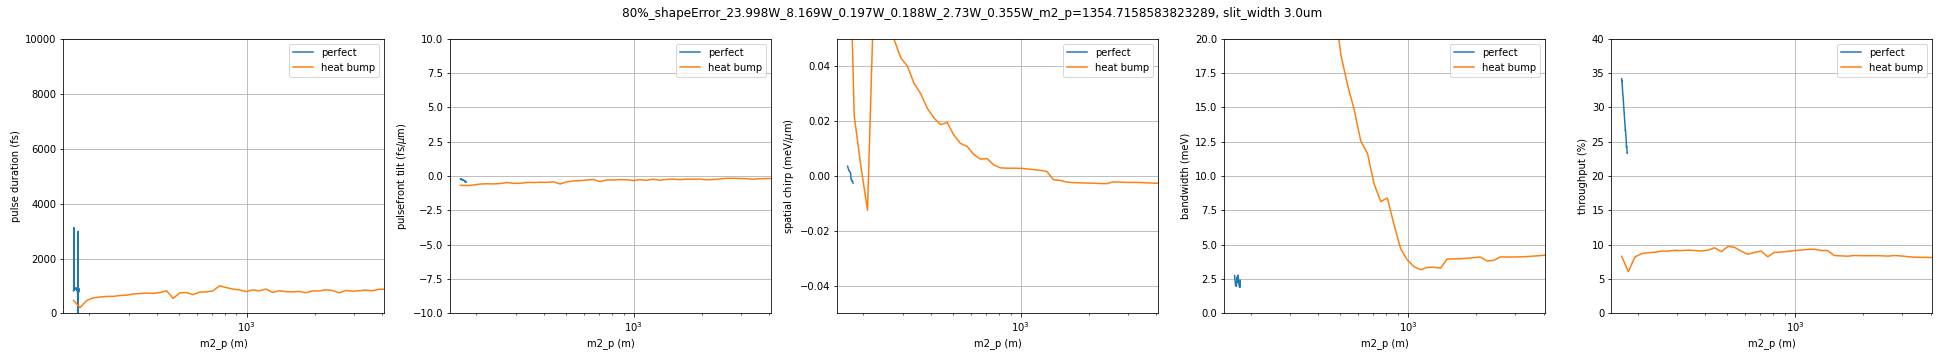 80%_shapeError_23.998W_8.169W_0.197W_0.188W_2.73W_0.355W_m2_p=1354.7158583823289, slit_width 3.0um
pulse duration (fs)
10000
8000
6000
4000
2000
0
perfect
heat bump
10³
m2_p (m)
pulsefront tilt (fs/μm)
10.0
7.5
5.0
2.5
0.0
−2.5
−5.0
−7.5
−10.0
perfect
heat bump
10³
m2_p (m)
spatial chirp (meV/μm)
0.04
0.02
0.00
−0.02
−0.04
perfect
heat bump
10³
m2_p (m)
bandwidth (meV)
20.0
17.5
15.0
12.5
10.0
7.5
5.0
2.5
0.0
perfect
heat bump
10³
m2_p (m)
throughput (%)
40
35
30
25
20
15
10
5
0
perfect
heat bump
10³
m2_p (m)